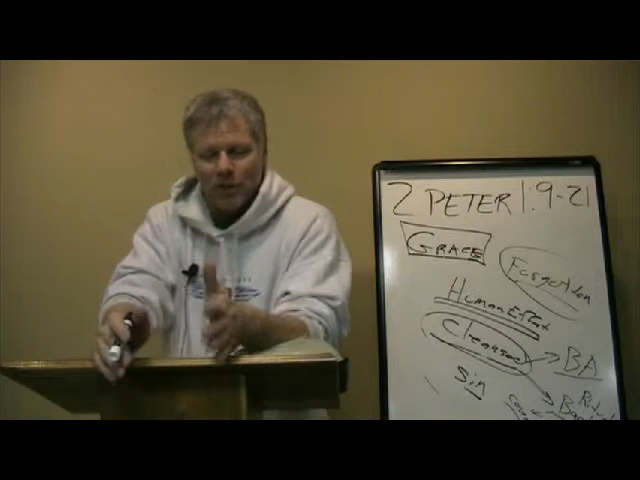 2 PETER 1:9-21
GRACE
Forgotten
Human Effort
Cleansed
BA
Sin